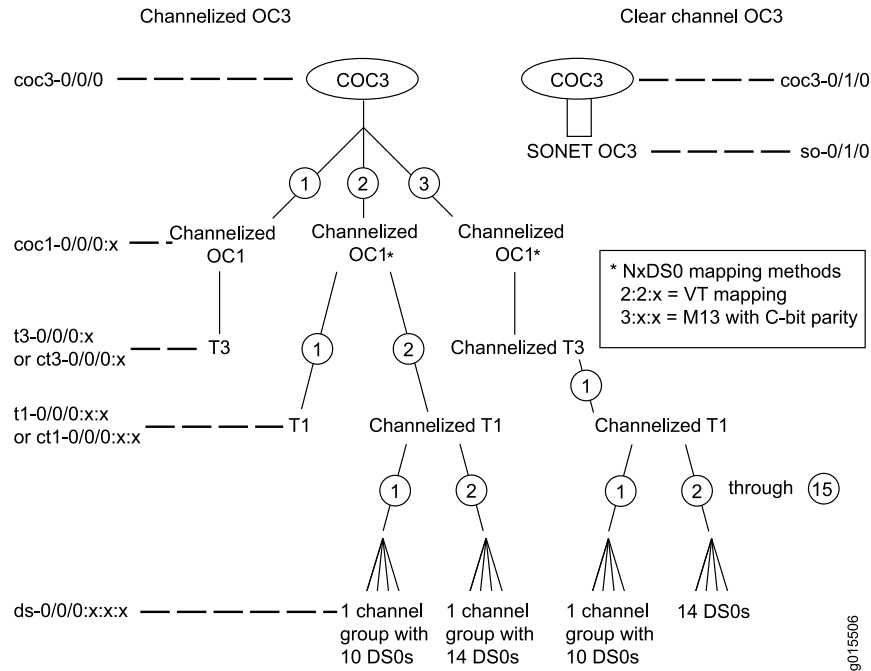 Channelized OC3
Clear channel OC3
coc3-0/0/0
COC3
COC3
coc3-0/1/0
SONET OC3
so-0/1/0
1
2
3
coc1-0/0/0:x
Channelized
OC1
Channelized
OC1*
Channelized
OC1*
* NxDS0 mapping methods
2:2:x = VT mapping
3:x:x = M13 with C-bit parity
t3-0/0/0:x
or ct3-0/0/0:x
T3
1
2
Channelized T3
1
t1-0/0/0:x:x
or ct1-0/0/0:x:x
T1
Channelized T1
Channelized T1
1
2
1
2
through
15
ds-0/0/0:x:x:x
1 channel
group with
10 DS0s
1 channel
group with
14 DS0s
1 channel
group with
10 DS0s
14 DS0s
g015506